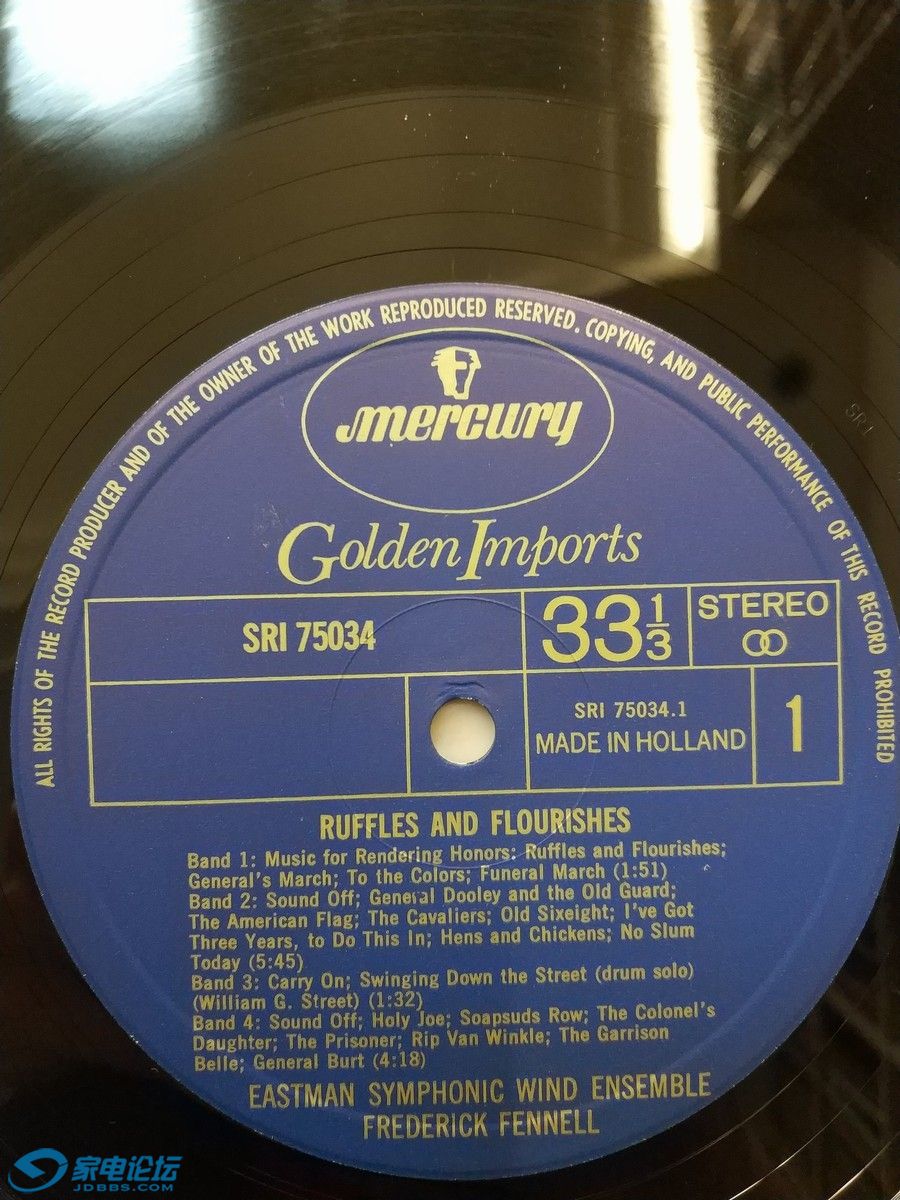 ALL RIGHTS OF THE RECORD PRODUCER AND OF THE OWNER OF THE WORK REPRODUCED RESERVED. COPYING, AND PUBLIC PERFORMANCE OF THIS RECORD PROHIBITED
mercury
Golden Imports
SRI 75034
33 1/3
STEREO
SRI 75034.1
MADE IN HOLLAND
1
RUFFLES AND FLOURISHES
Band 1: Music for Rendering Honors: Ruffles and Flourishes;
General's March; To the Colors; Funeral March (1:51)
Band 2: Sound Off; General Dooley and the Old Guard;
The American Flag; The Cavaliers; Old Sixeight; I've Got
Three Years, to Do This In; Hens and Chickens; No Slum
Today (5:45)
Band 3: Carry On; Swinging Down the Street (drum solo)
(William G. Street) (1:32)
Band 4: Sound Off; Holy Joe; Soapsuds Row; The Colonel's
Daughter; The Prisoner; Rip Van Winkle; The Garrison
Belle; General Burt (4:18)
EASTMAN SYMPHONIC WIND ENSEMBLE
FREDERICK FENNELL
家电论坛
JDBBS.COM